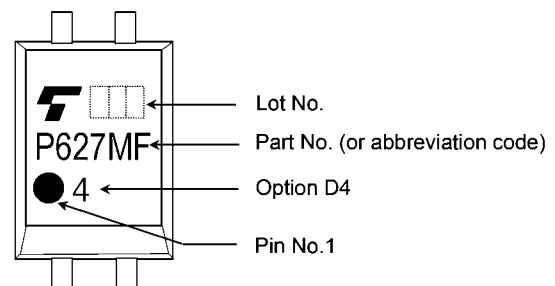 Lot No.
P627MF
Part No. (or abbreviation code)
4
Option D4
Pin No.1